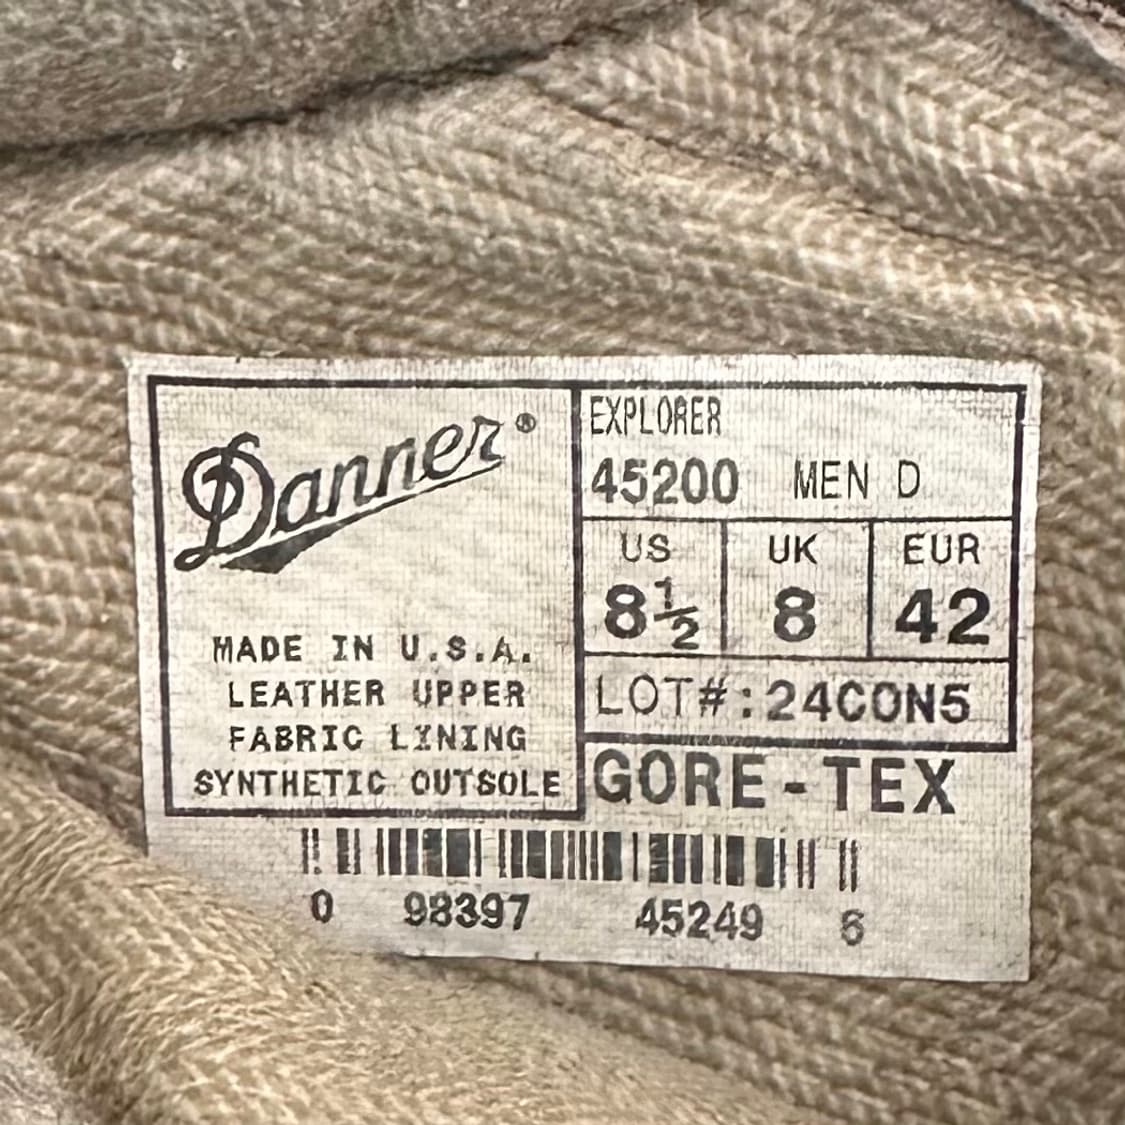 Danner®
MADE IN U.S.A.
LEATHER UPPER
FABRIC LINING
SYNTHETIC OUTSOLE
EXPLORER
45200 MEN D
US UK EUR
8½ 8 42
LOT#:24CON5
GORE-TEX
0 98397 45249 6